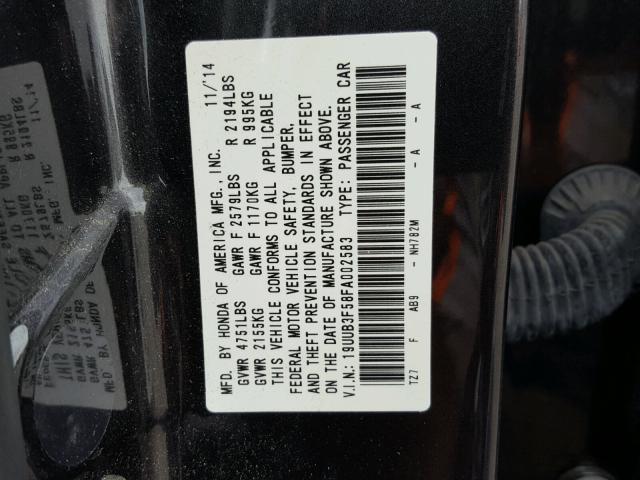 MFD. BY HONDA OF AMERICA MFG., INC. 11/'14
GVWR 4751LBS GAWR F 2579LBS R 2194LBS
GVWR 2155KG GAWR F 1170KG R 995KG
THIS VEHICLE CONFORMS TO ALL APPLICABLE
FEDERAL MOTOR VEHICLE SAFETY, BUMPER,
AND THEFT PREVENTION STANDARDS IN EFFECT
ON THE DATE OF MANUFACTURE SHOWN ABOVE.
V.I.N.: 19UUB3F58FA002583 TYPE: PASSENGER CAR
TZ7 F AB9 - NH782M - A - A